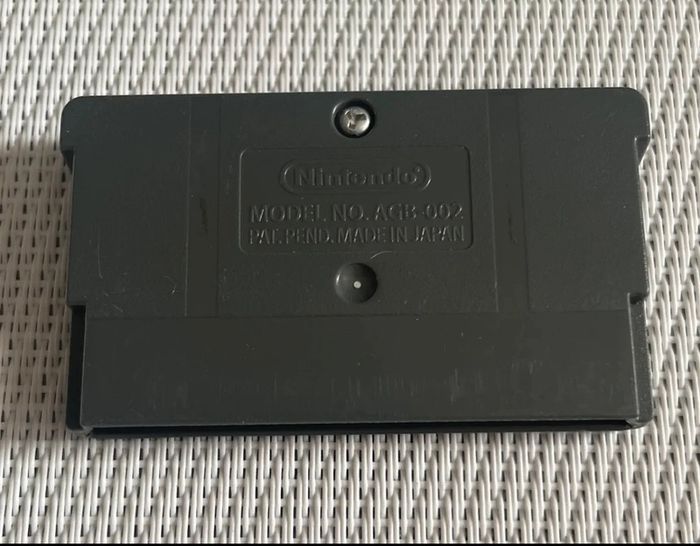 Nintendo®
MODEL NO. AGB-002
PAT. PEND. MADE IN JAPAN